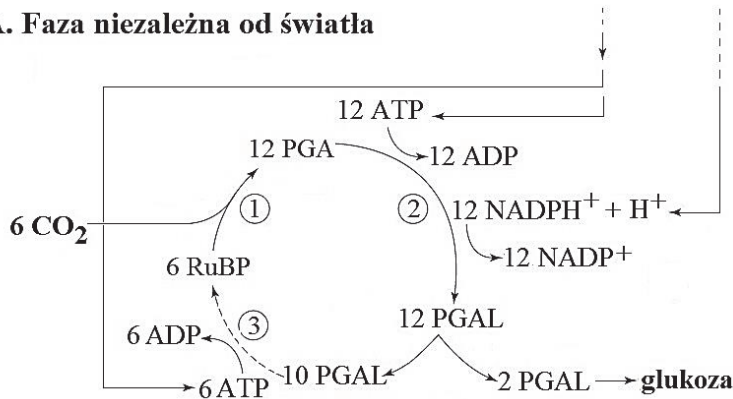 A. Faza niezależna od światła
12 ATP
12 PGA
12 ADP
①
②
12 NADPH⁺ + H⁺
6 CO₂
12 NADP+
6 RuBP
12 PGAL
6 ADP
③
6 ATP
10 PGAL
2 PGAL
glukoza